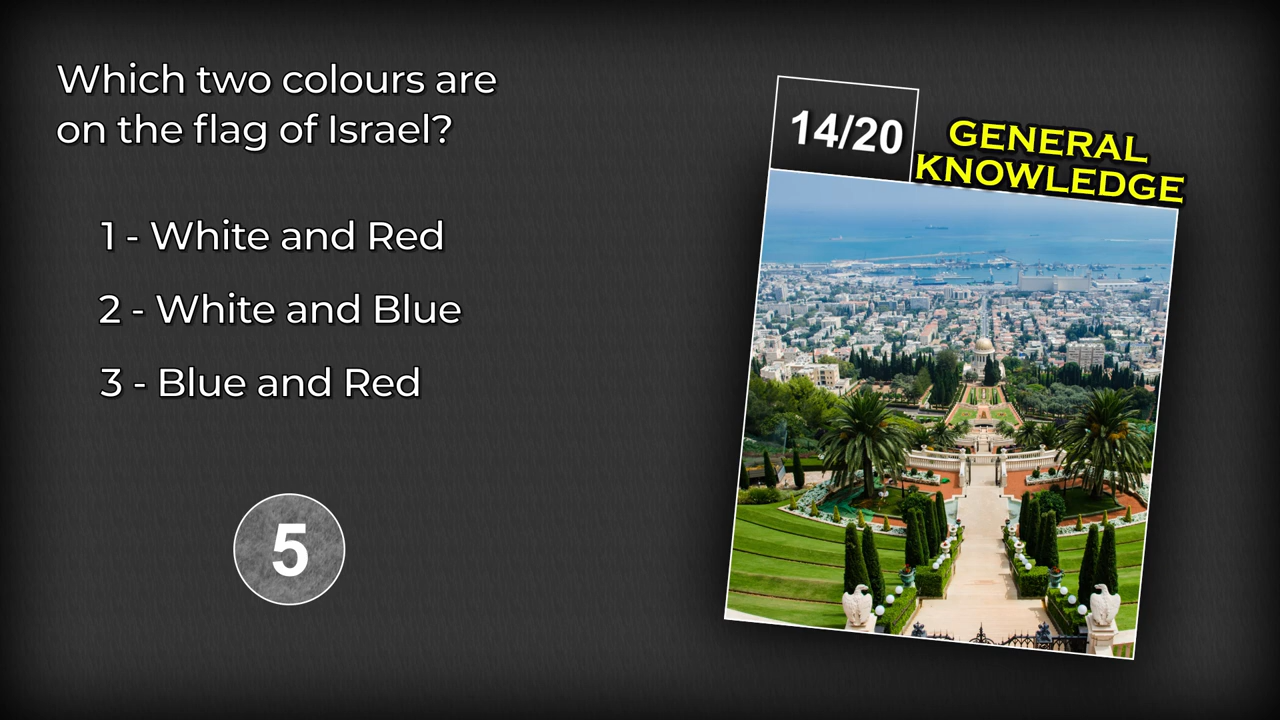 Which two colours are
on the flag of Israel?
1 - White and Red
2 - White and Blue
3 - Blue and Red
5
14/20
GENERAL
KNOWLEDGE